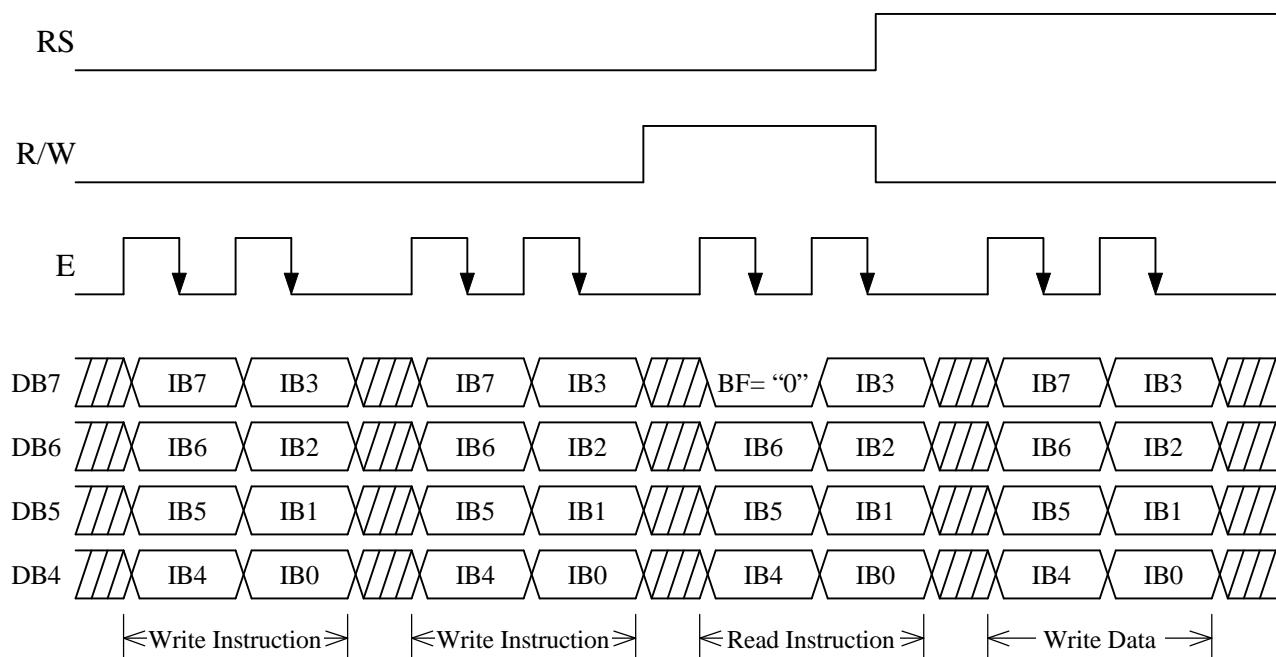 RS
R/W
E
DB7 IB7 IB3 IB7 IB3 BF= “0” IB3 IB7 IB3
DB6 IB6 IB2 IB6 IB2 IB6 IB2 IB6 IB2
DB5 IB5 IB1 IB5 IB1 IB5 IB1 IB5 IB1
DB4 IB4 IB0 IB4 IB0 IB4 IB0 IB4 IB0
Write Instruction Write Instruction Read Instruction Write Data